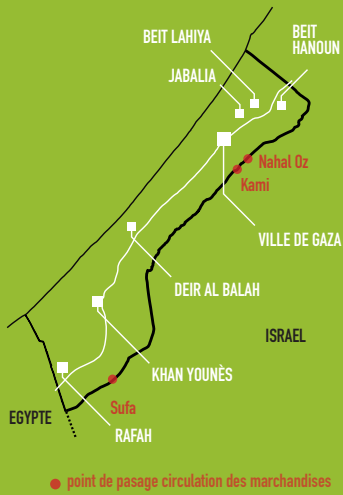 BEIT LAHIYA
BEIT
HANOUN
JABALIA
Nahal Oz
Kami
VILLE DE GAZA
DEIR AL BALAH
ISRAEL
KHAN YOUNÈS
Sufa
EGYPTE
RAFAH
point de pasage circulation des marchandises